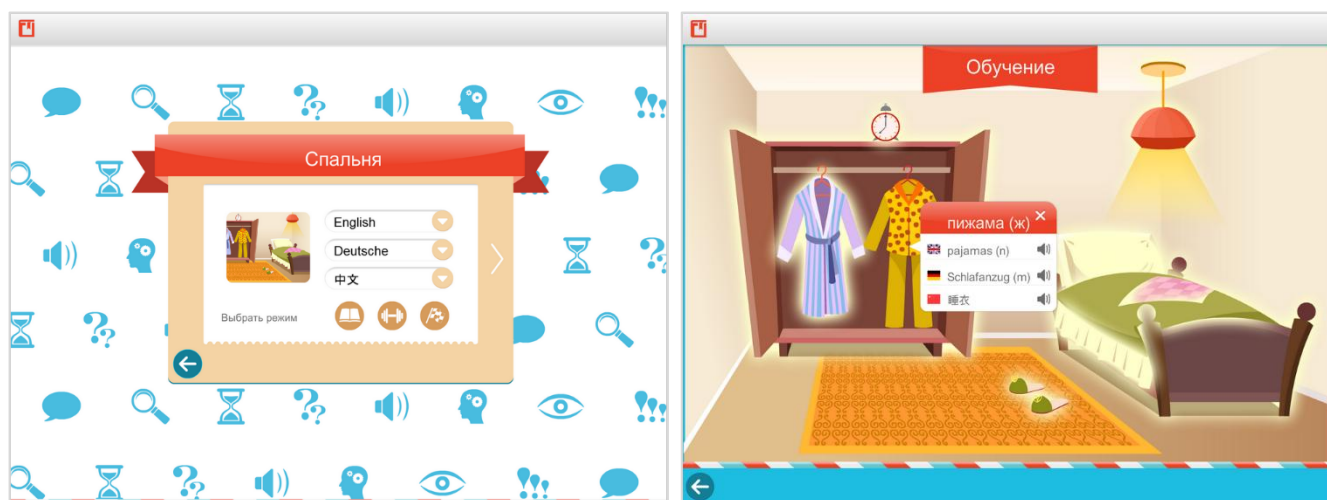 Спальня
English
Deutsche
中文
Выбрать режим
Обучение
пижама (ж)
pajamas (n)
Schlafanzug (m)
睡衣